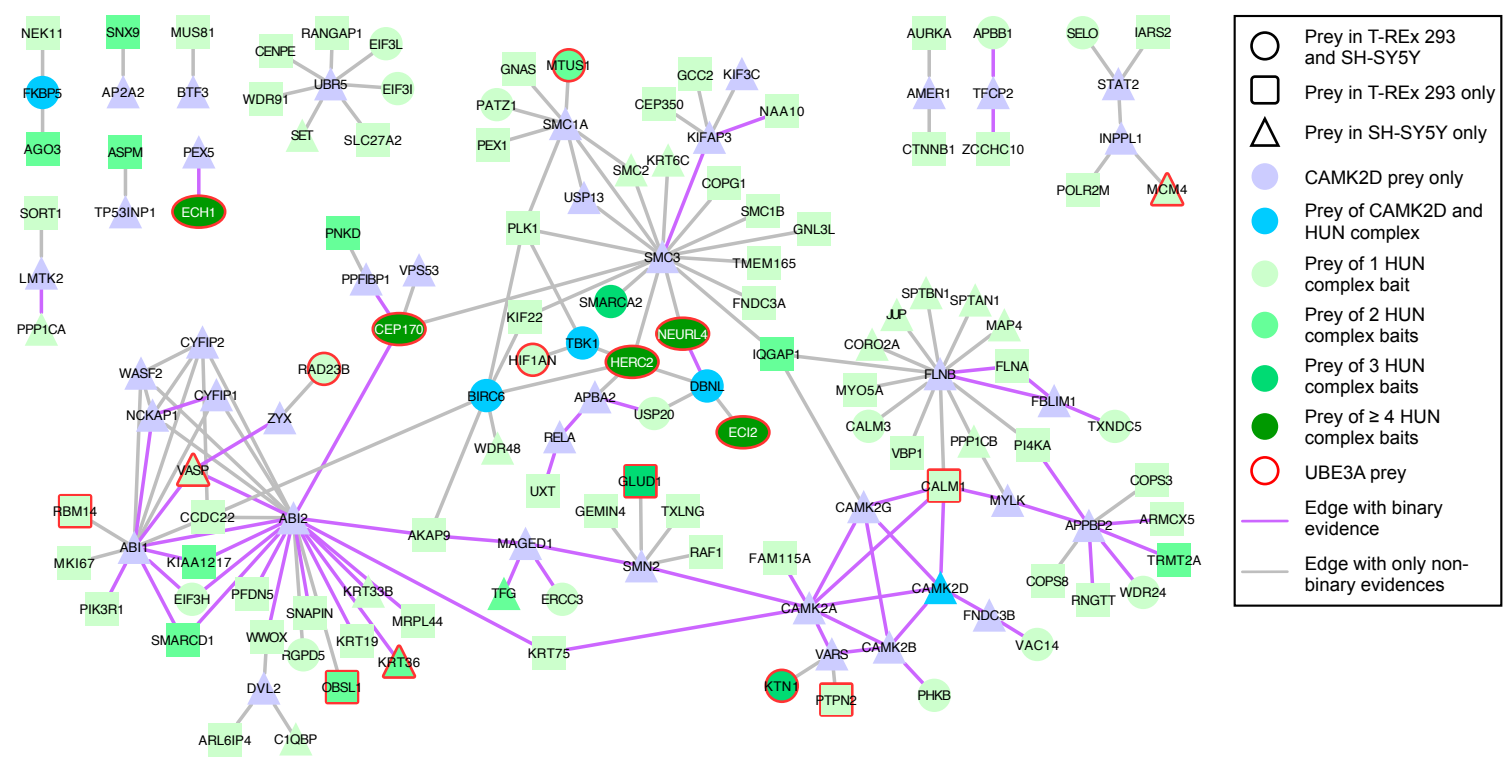 NEK11
SNX9
MUS81
RANGAP1
CENPE
EIF3L
FKBP5
AP2A2
BTF3
UBR5
WDR91
EIF3I
SET
SLC27A2
AGO3
ASPM
PEX5
SORT1
TP53INP1
ECH1
LMTK2
PPP1CA
GNAS
MTUS1
PATZ1
SMC1A
PEX1
GCC2
KIF3C
CEP350
KIFAP3
NAA10
SMC2
KRT6C
COPG1
USP13
SMC1B
PLK1
GNL3L
SMC3
TMEM165
FNDC3A
PNKD
PPFIBP1
VPS53
CEP170
SMARCA2
KIF22
TBK1
HIF1AN
HERC2
NEURL4
IQGAP1
DBNL
BIRC6
APBA2
USP20
ECI2
RELA
WDR48
UXT
AURKA
APBB1
AMER1
TFCP2
CTNNB1
ZCCHC10
SELO
IARS2
STAT2
INPPL1
POLR2M
MCM4
CYFIP2
WASF2
CYFIP1
NCKAP1
RAD23B
ZYX
VASP
RBM14
CCDC22
ABI2
ABI1
MKI67
KIAA1217
PIK3R1
EIF3H
PFDN5
SNAPIN
KRT33B
MRPL44
SMARCD1
WWOX
RGPD5
KRT19
KRT36
OBSL1
DVL2
ARL6IP4
C1QBP
AKAP9
MAGED1
TFG
ERCC3
KRT75
GLUD1
GEMIN4
TXLNG
RAF1
SMN2
FAM115A
CAMK2A
CAMK2G
CAMK2D
CAMK2B
FNDC3B
VAC14
VARS
KTN1
PTPN2
PHKB
SPTBN1
SPTAN1
JUP
MAP4
CORO2A
FLNB
FLNA
MYO5A
FBLIM1
CALM3
TXNDC5
VBP1
PPP1CB
PI4KA
CALM1
MYLK
COPS3
APPBP2
ARMCX5
TRMT2A
COPS8
RNGTT
WDR24
Prey in T-REx 293
and SH-SY5Y
Prey in T-REx 293 only
Prey in SH-SY5Y only
CAMK2D prey only
Prey of CAMK2D and
HUN complex
Prey of 1 HUN
complex bait
Prey of 2 HUN
complex baits
Prey of 3 HUN
complex baits
Prey of ≥ 4 HUN
complex baits
UBE3A prey
Edge with binary
evidence
Edge with only non-
binary evidences